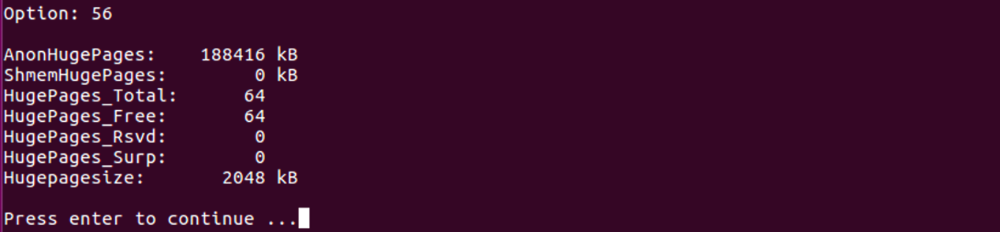 Option: 56
AnonHugePages:    188416 kB
ShmemHugePages:        0 kB
HugePages_Total:      64
HugePages_Free:       64
HugePages_Rsvd:        0
HugePages_Surp:        0
Hugepagesize:       2048 kB
Press enter to continue ...